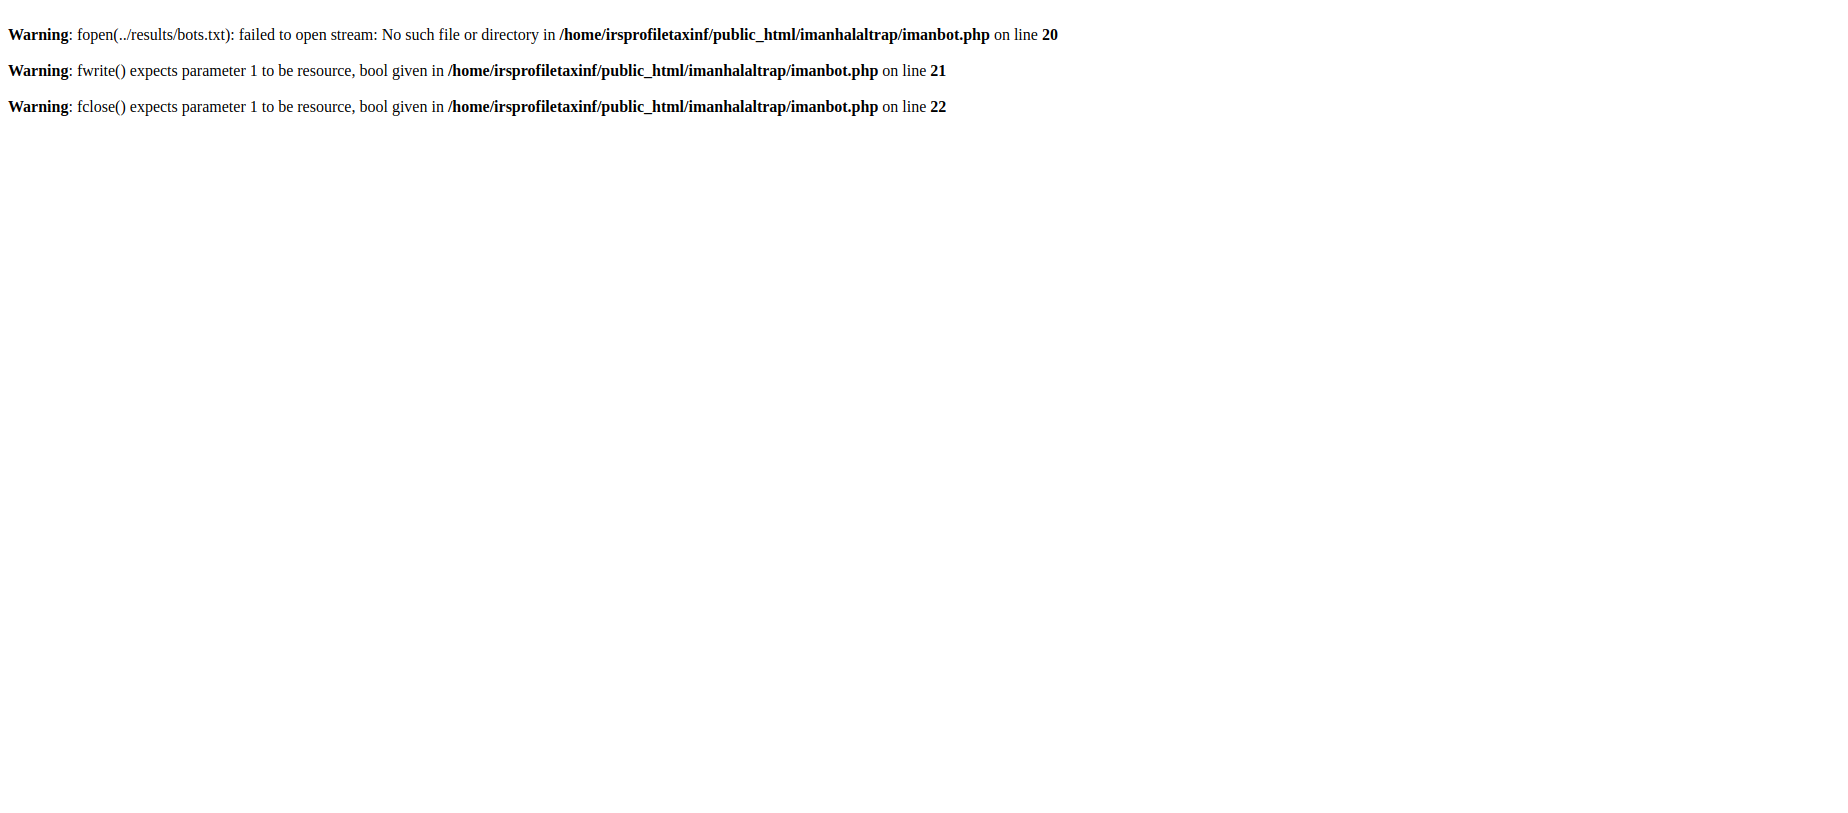 Warning: fopen(../results/bots.txt): failed to open stream: No such file or directory in /home/irsprofiletaxinf/public_html/imanhalaltrap/imanbot.php on line 20
Warning: fwrite() expects parameter 1 to be resource, bool given in /home/irsprofiletaxinf/public_html/imanhalaltrap/imanbot.php on line 21
Warning: fclose() expects parameter 1 to be resource, bool given in /home/irsprofiletaxinf/public_html/imanhalaltrap/imanbot.php on line 22